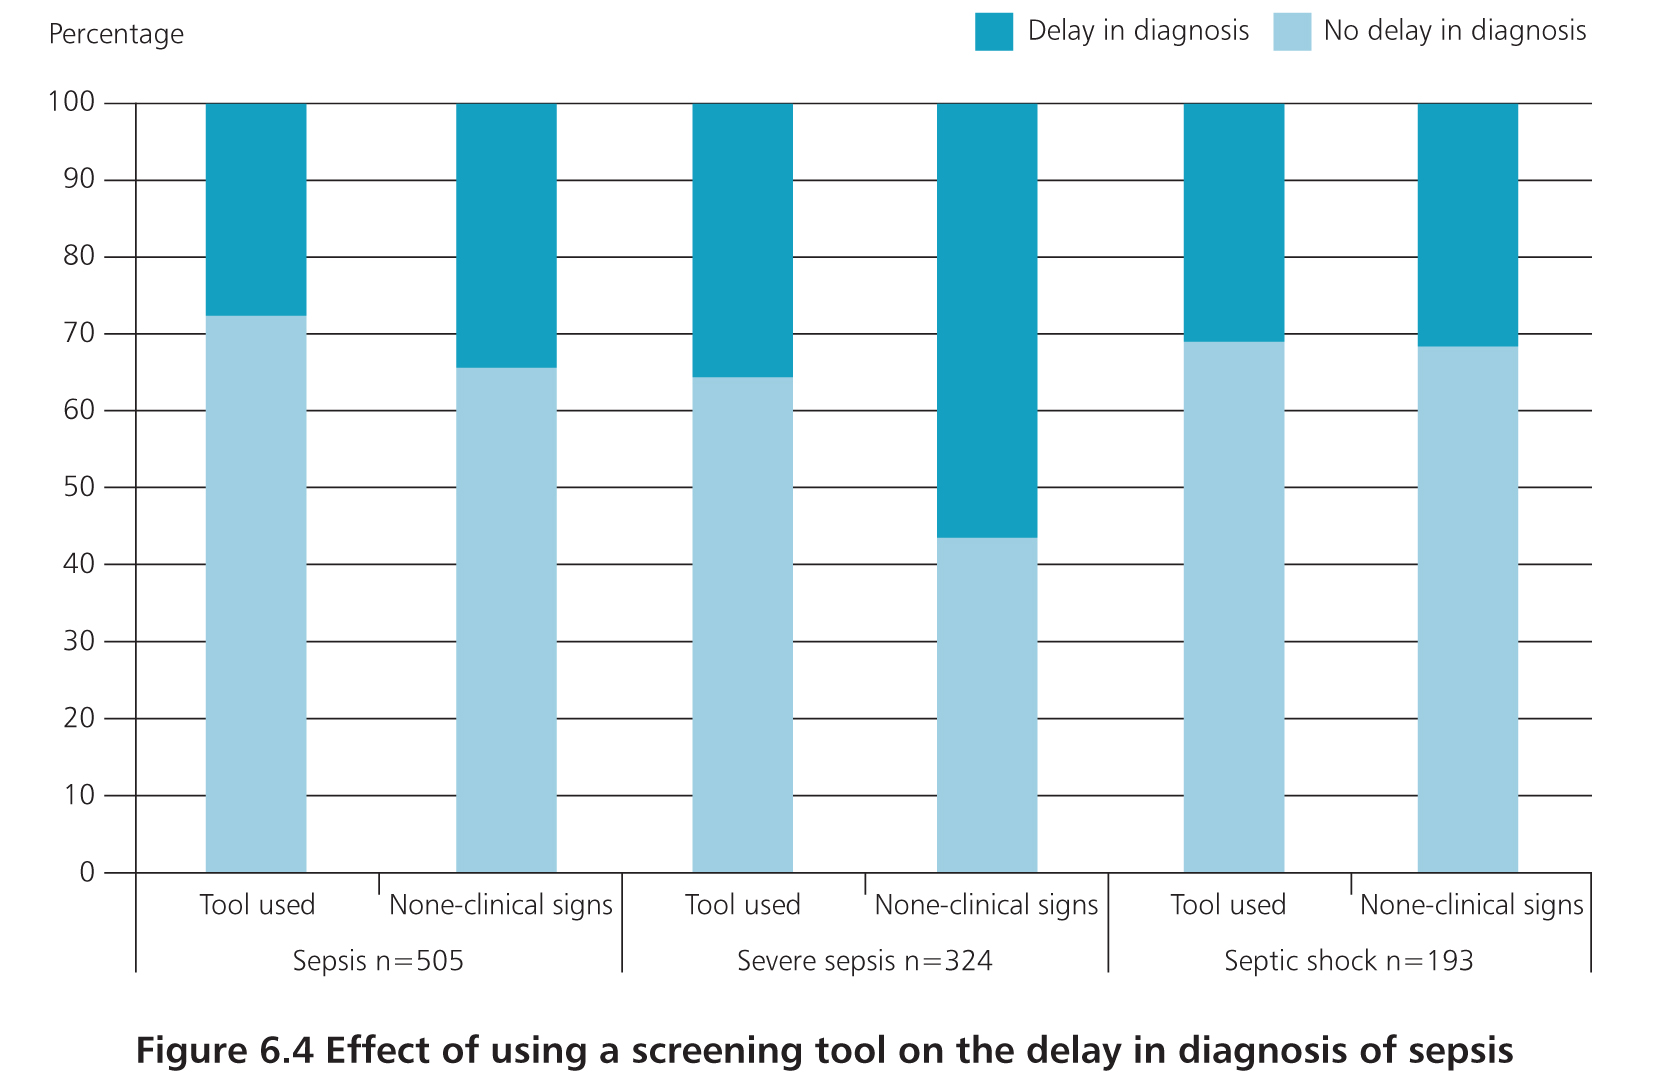 Percentage
Delay in diagnosis No delay in diagnosis
100
90
80
70
60
50
40
30
20
10
0
Tool used None-clinical signs Tool used None-clinical signs Tool used None-clinical signs
Sepsis n=505 Severe sepsis n=324 Septic shock n=193
Figure 6.4 Effect of using a screening tool on the delay in diagnosis of sepsis